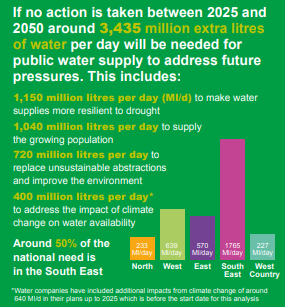 If no action is taken between 2025 and
2050 around 3,435 million extra litres
of water per day will be needed for
public water supply to address future
pressures. This includes:
1,150 million litres per day (Ml/d) to make water
supplies more resilient to drought
1,040 million litres per day to supply
the growing population
720 million litres per day to
replace unsustainable abstractions
and improve the environment
400 million litres per day*
to address the impact of climate
change on water availability
Around 50% of the
national need is
in the South East
233
Ml/day
North
639
Ml/day
West
570
Ml/day
East
1765
Ml/day
South
East
227
Ml/day
West
Country
*Water companies have included additional impacts from climate change of around
640 Ml/d in their plans up to 2025 which is before the start date for this analysis